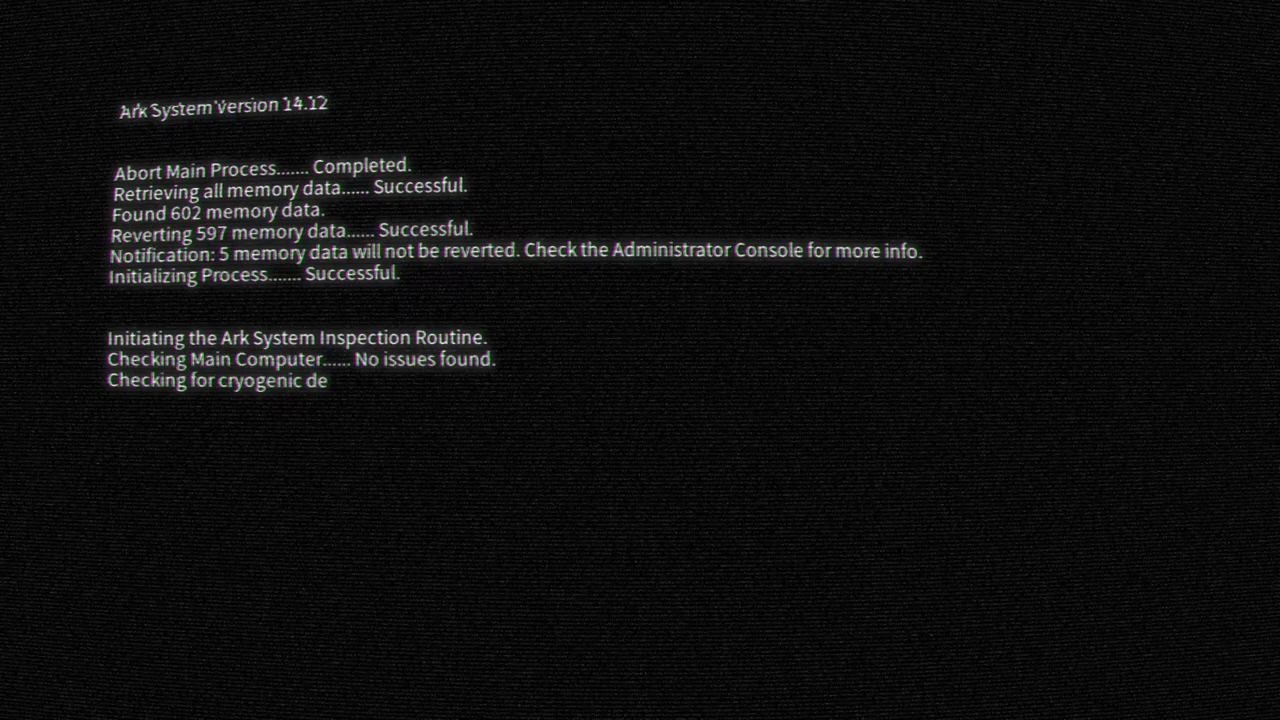 Ark System Version 14.12
Abort Main Process....... Completed.
Retrieving all memory data...... Successful.
Found 602 memory data.
Reverting 597 memory data...... Successful.
Notification: 5 memory data will not be reverted. Check the Administrator Console for more info.
Initializing Process....... Successful.
Initiating the Ark System Inspection Routine.
Checking Main Computer...... No issues found.
Checking for cryogenic de